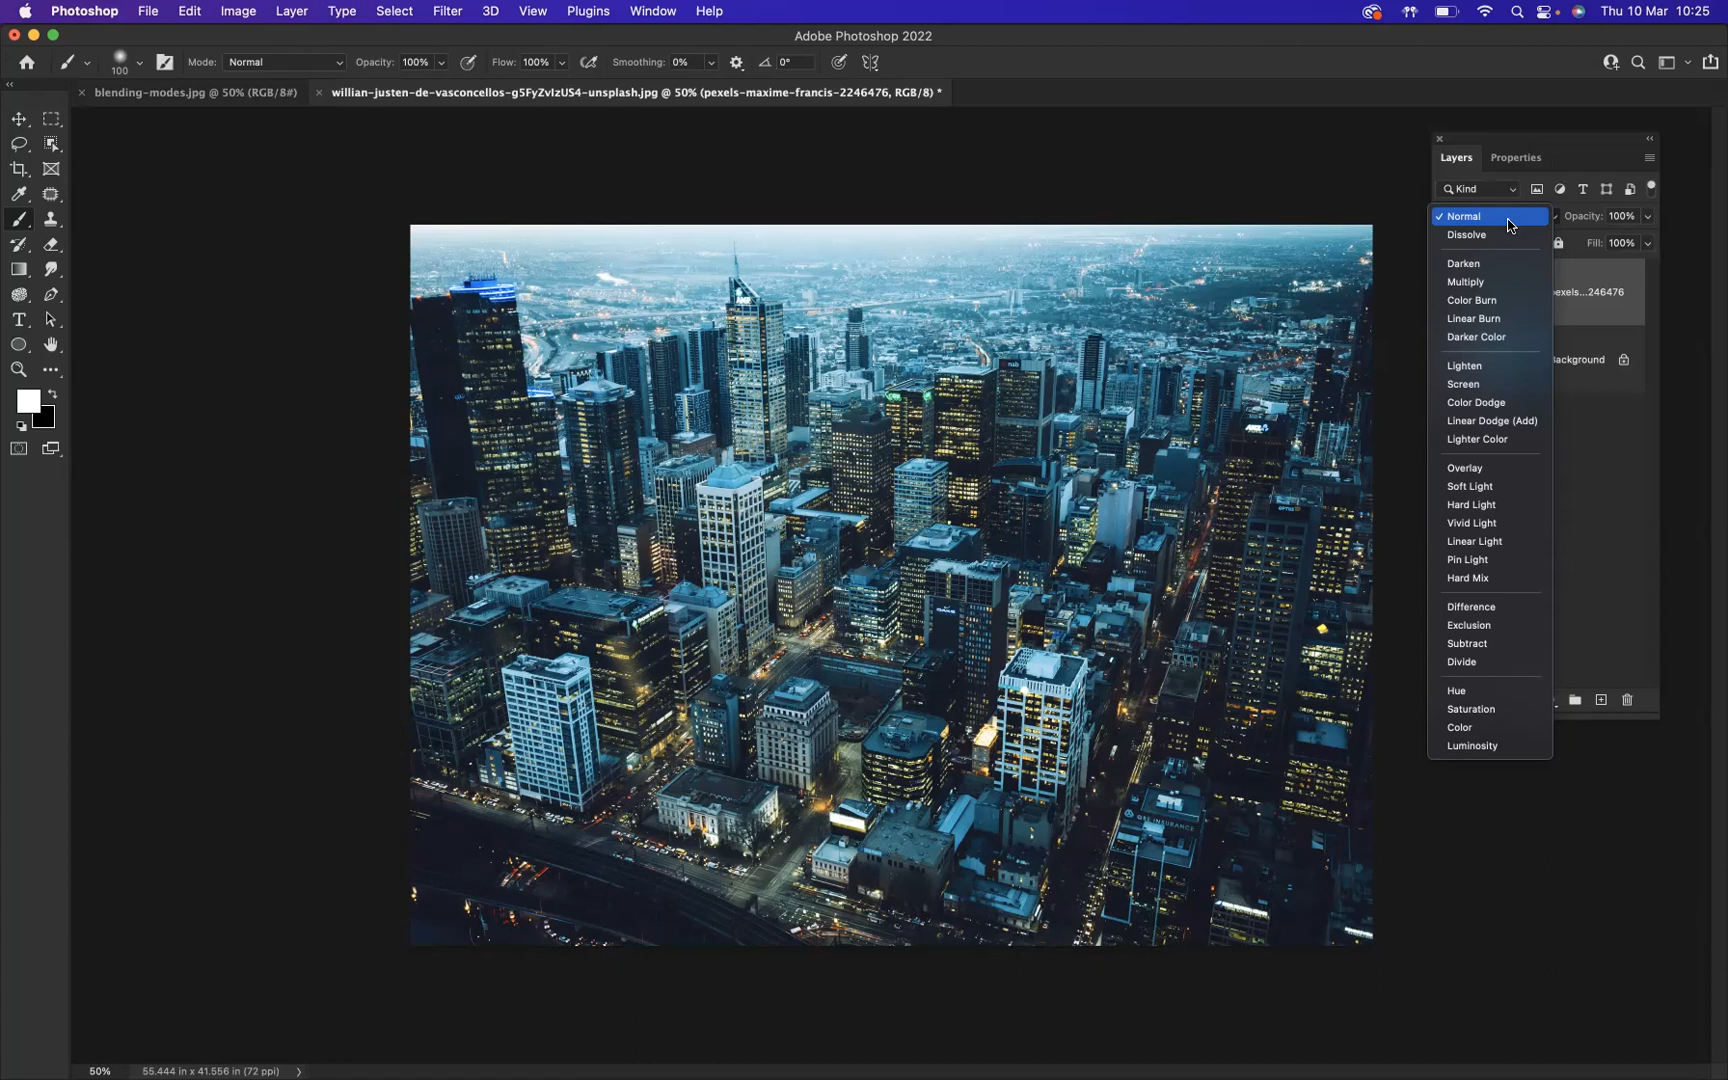 Photoshop File Edit Image Layer Type Select Filter 3D View Plugins Window Help Thu 10 Mar 10:25
Adobe Photoshop 2022
100 Mode: Normal Opacity: 100% Flow: 100% Smoothing: 0% 0°
blending-modes.jpg @ 50% (RGB/8#) willian-justen-de-vasconcellos-g5FyZvIzUS4-unsplash.jpg @ 50% (pexels-maxime-francis-2246476, RGB/8) *
Layers Properties
Kind
Normal Opacity: 100%
Dissolve Fill: 100%
Darken
Multiply pexels...246476
Color Burn
Linear Burn
Darker Color
Lighten Background
Screen
Color Dodge
Linear Dodge (Add)
Lighter Color
Overlay
Soft Light
Hard Light
Vivid Light
Linear Light
Pin Light
Hard Mix
Difference
Exclusion
Subtract
Divide
Hue
Saturation
Color
Luminosity
nab
QBE INSURANCE
50% 55.444 in x 41.556 in (72 ppi)